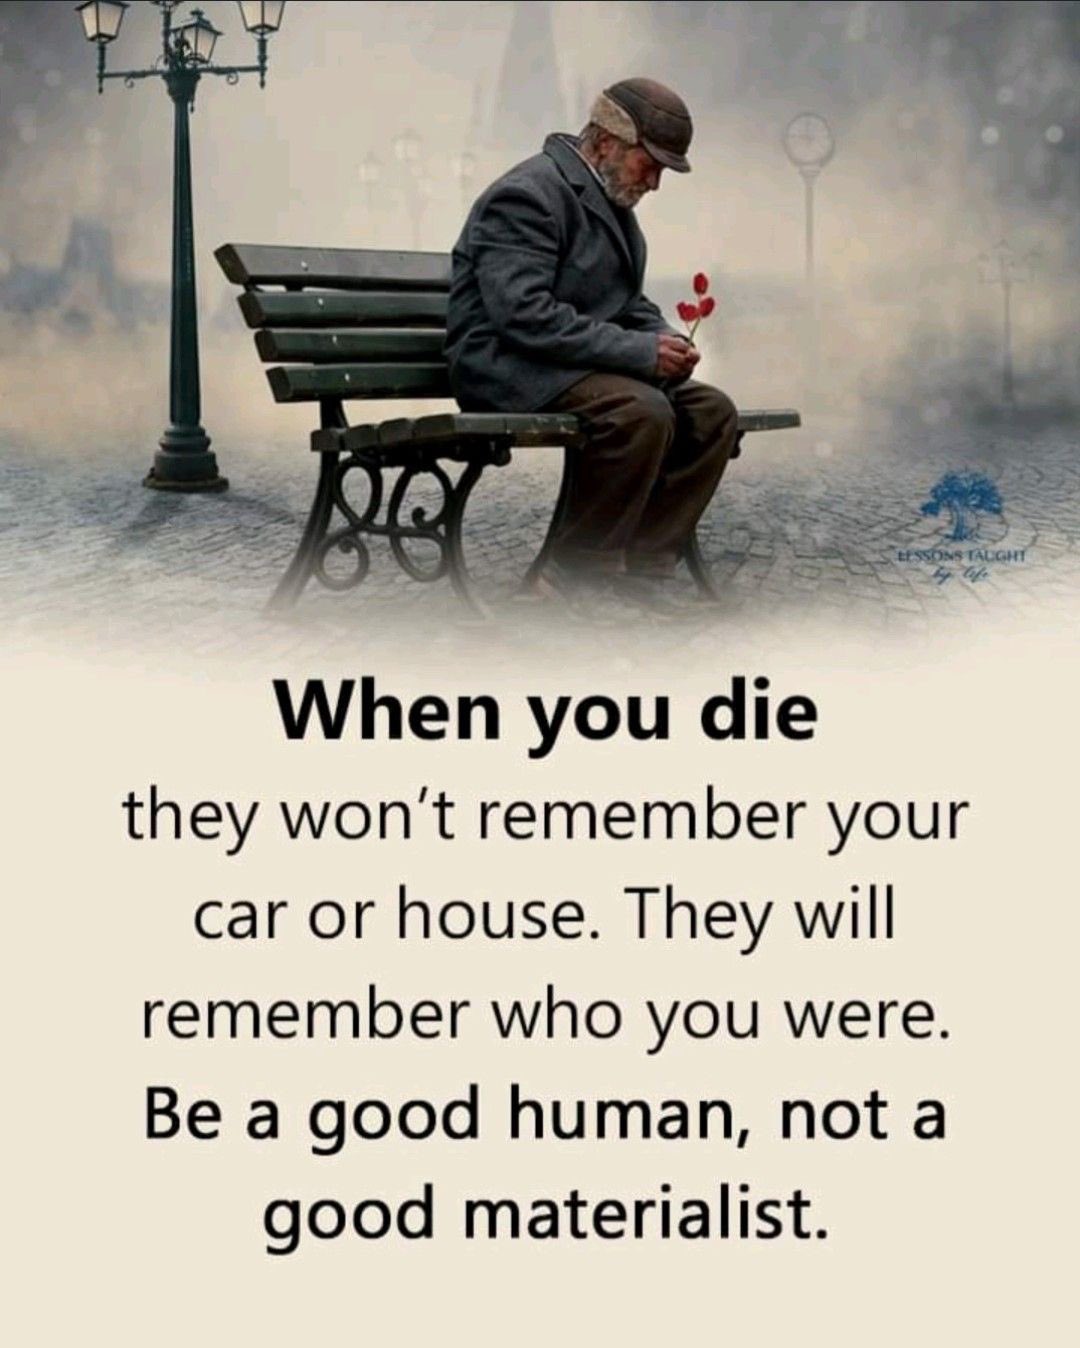 LESSONS TAUGHT
by life
When you die
they won't remember your
car or house. They will
remember who you were.
Be a good human, not a
good materialist.